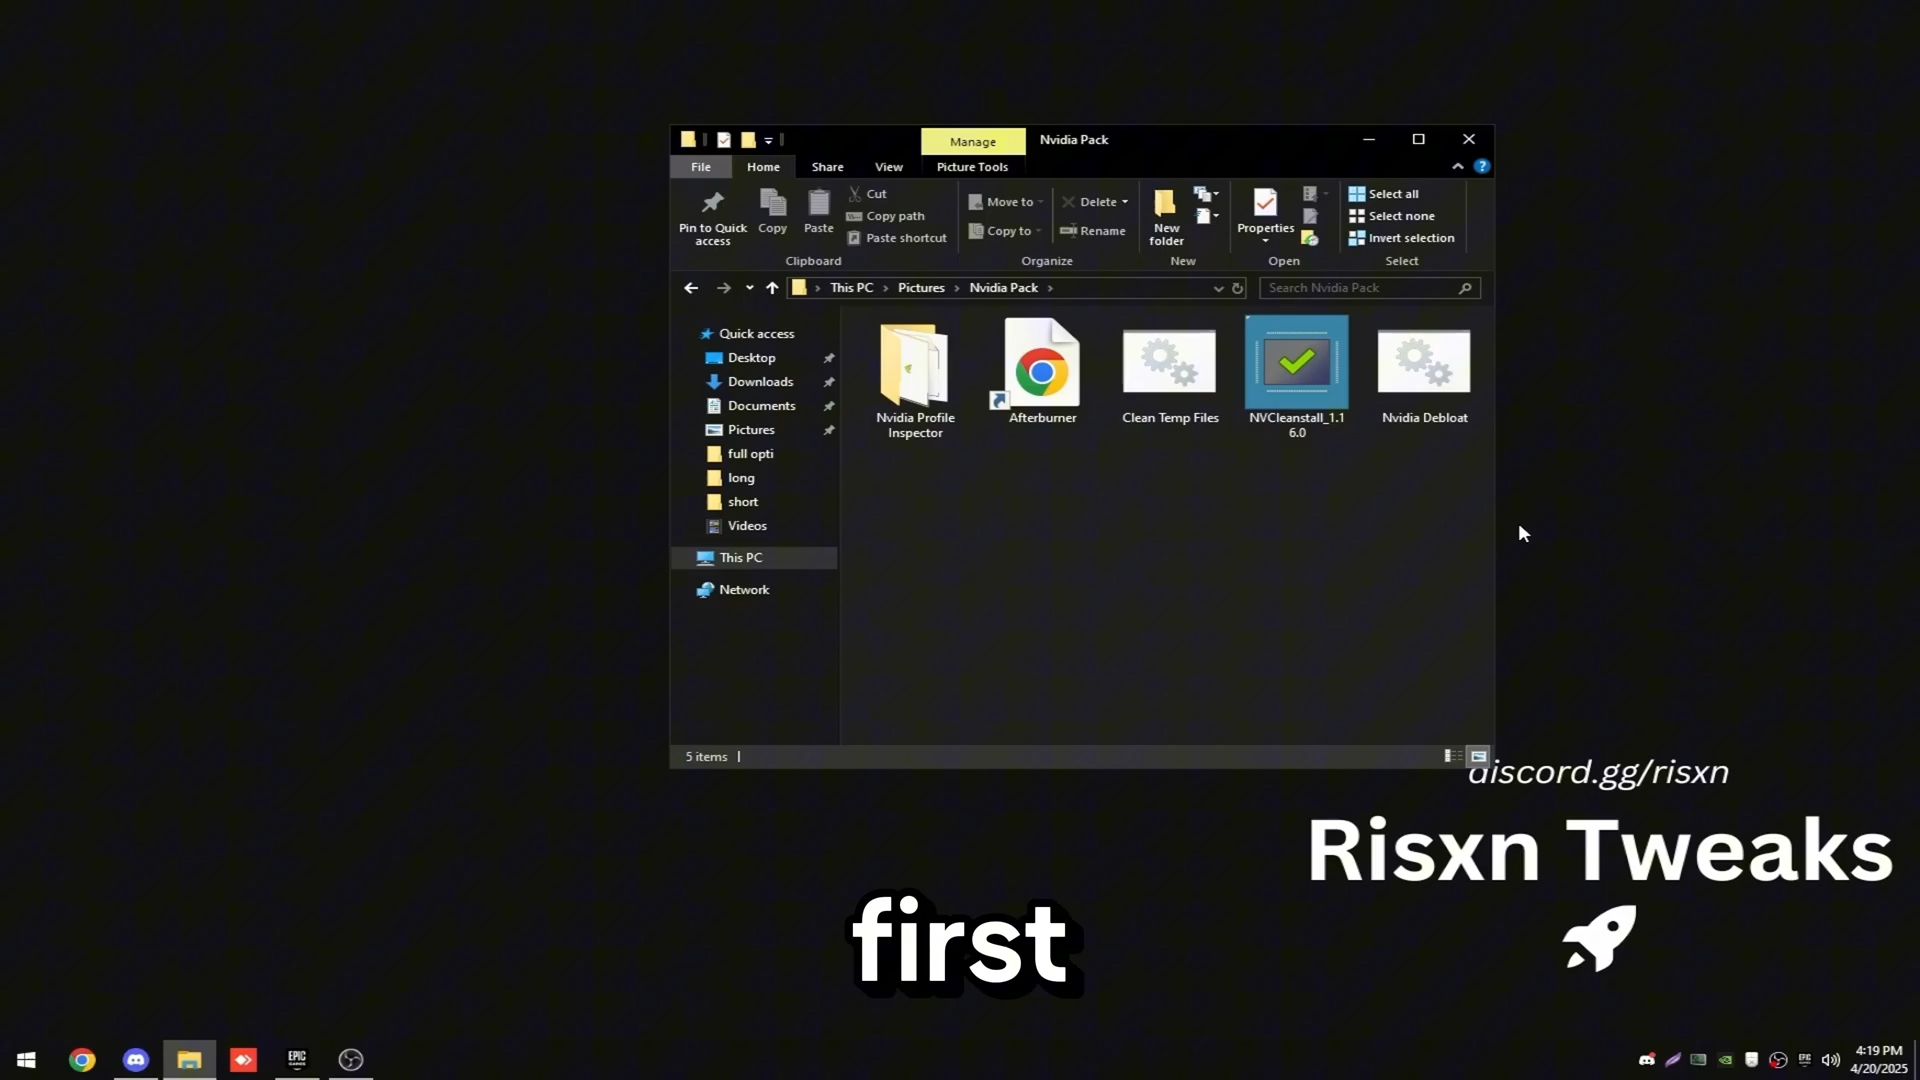 Manage
Nvidia Pack
File
Home
Share
View
Picture Tools
Pin to Quick access
Copy
Paste
Cut
Copy path
Paste shortcut
Move to
Copy to
Delete
Rename
New folder
Properties
Select all
Select none
Invert selection
Clipboard
Organize
New
Open
Select
This PC
Pictures
Nvidia Pack
Search Nvidia Pack
Quick access
Desktop
Downloads
Documents
Pictures
full opti
long
short
Videos
This PC
Network
Nvidia Profile
Inspector
Afterburner
Clean Temp Files
NVCleanstall_1.1
6.0
Nvidia Debloat
5 items
discord.gg/risxn
Risxn Tweaks
first
EPIC
GAMES
4:19 PM
4/20/2025